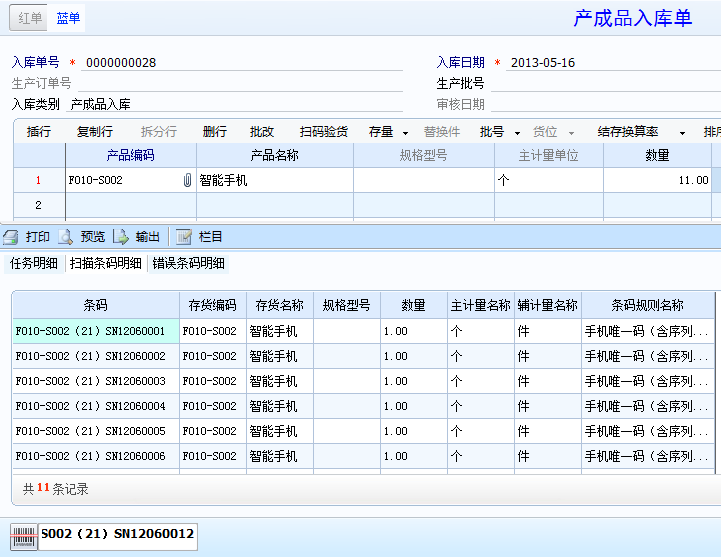 红单 蓝单 产成品入库单
入库单号 * 0000000028 入库日期 * 2013-05-16
生产订单号 生产批号
入库类别 产成品入库 审核日期
插行 复制行 拆分行 删行 批改 扫码验货 存量 替换件 批号 货位 结存换算率 排序
产品编码 产品名称 规格型号 主计量单位 数量
1 F010-S002 智能手机 个 11.00
2
打印 预览 输出 栏目
任务明细 扫描条码明细 错误条码明细
条码 存货编码 存货名称 规格型号 数量 主计量名称 辅计量名称 条码规则名称
F010-S002（21）SN12060001 F010-S002 智能手机 1.00 个 件 手机唯一码（含序列...
F010-S002（21）SN12060002 F010-S002 智能手机 1.00 个 件 手机唯一码（含序列...
F010-S002（21）SN12060003 F010-S002 智能手机 1.00 个 件 手机唯一码（含序列...
F010-S002（21）SN12060004 F010-S002 智能手机 1.00 个 件 手机唯一码（含序列...
F010-S002（21）SN12060005 F010-S002 智能手机 1.00 个 件 手机唯一码（含序列...
F010-S002（21）SN12060006 F010-S002 智能手机 1.00 个 件 手机唯一码（含序列...
共 11 条记录
S002（21）SN12060012